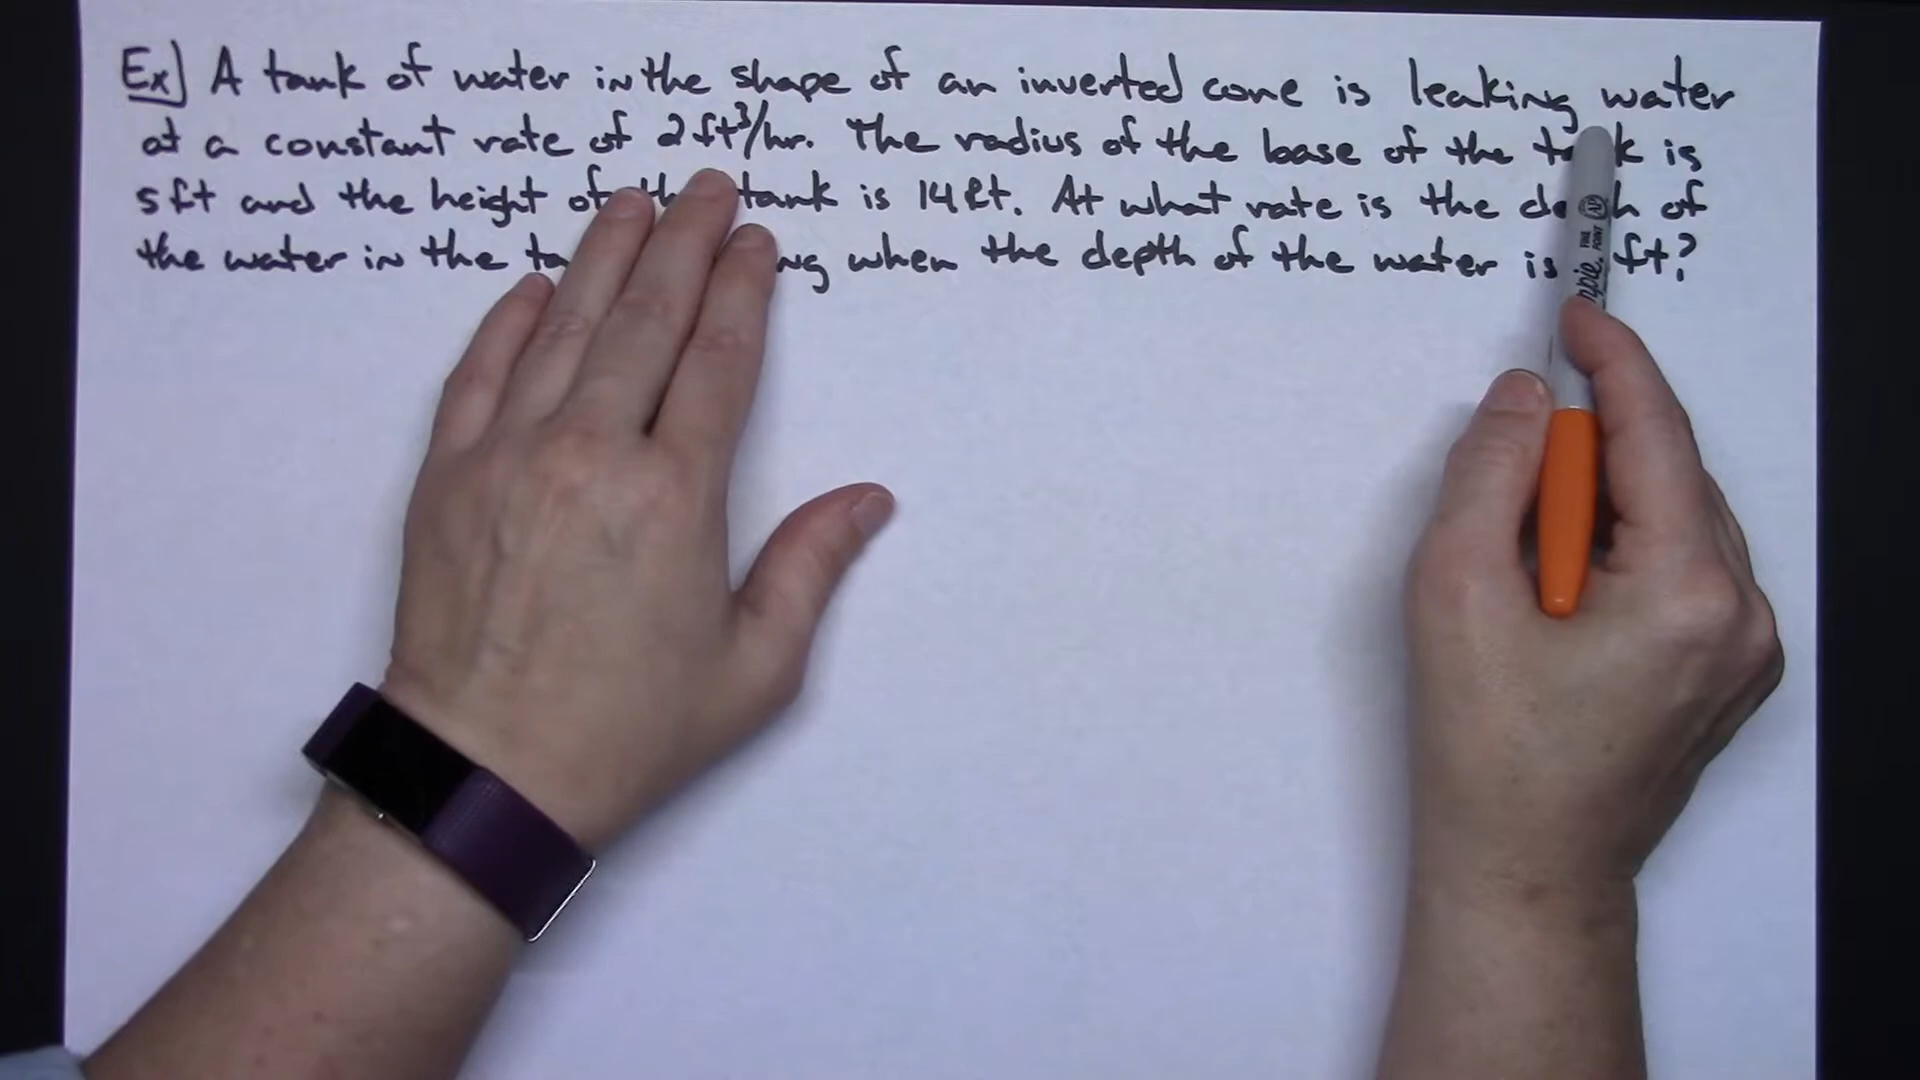 Ex] A tank of water in the shape of an inverted cone is leaking water
at a constant rate of 2ft³/hr. The radius of the base of the is
5 ft and the height of tank is 14 ft. At what rate is the of
the water in the when the depth of the water is ft?